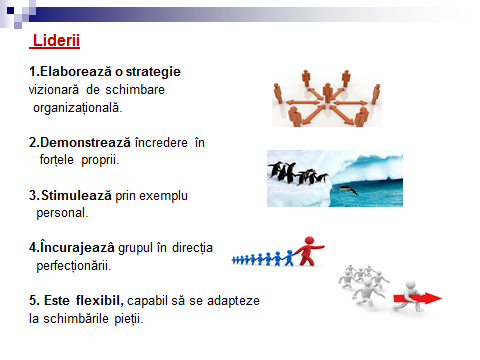 Liderii
1.Elaborează o strategie
vizionară de schimbare
organizațională.
2.Demonstrează încredere în
forțele proprii.
3.Stimulează prin exemplu
personal.
4.Încurajează grupul în direcția
perfecționării.
5. Este flexibil, capabil să se adapteze
la schimbările pieții.